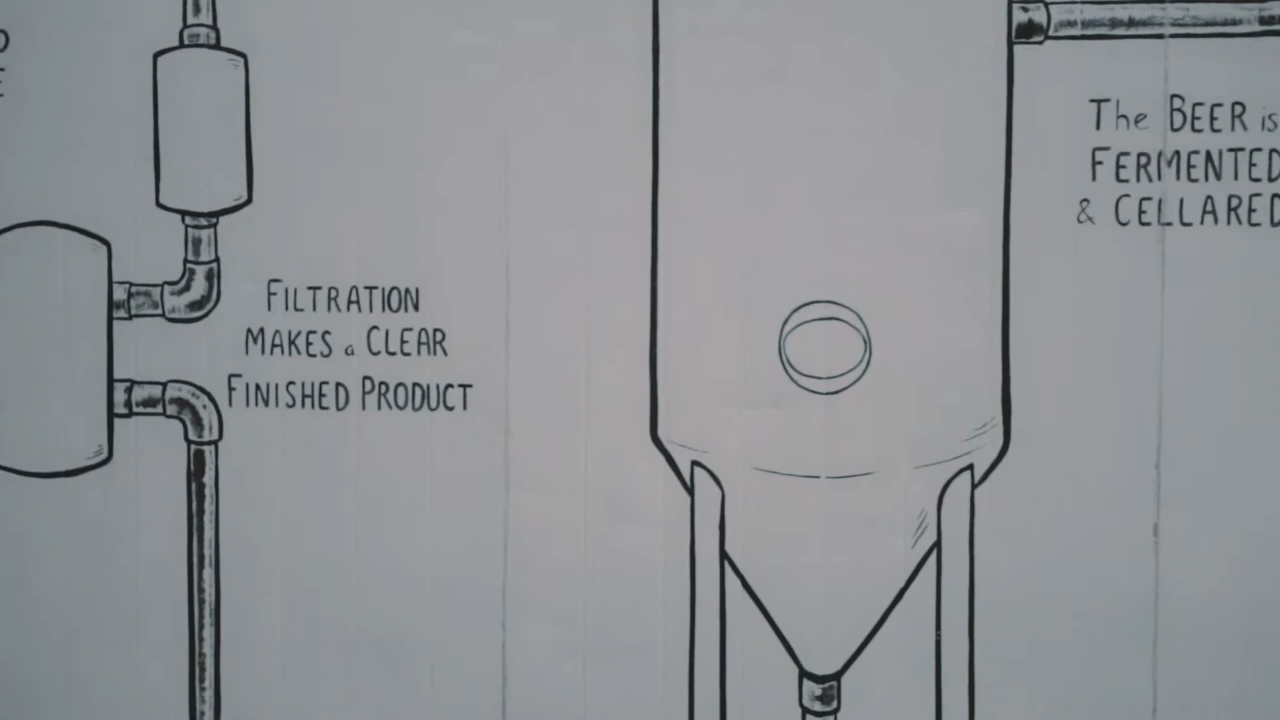 FILTRATION
MAKES a CLEAR
FINISHED PRODUCT
The BEER is
FERMENTED
& CELLARED